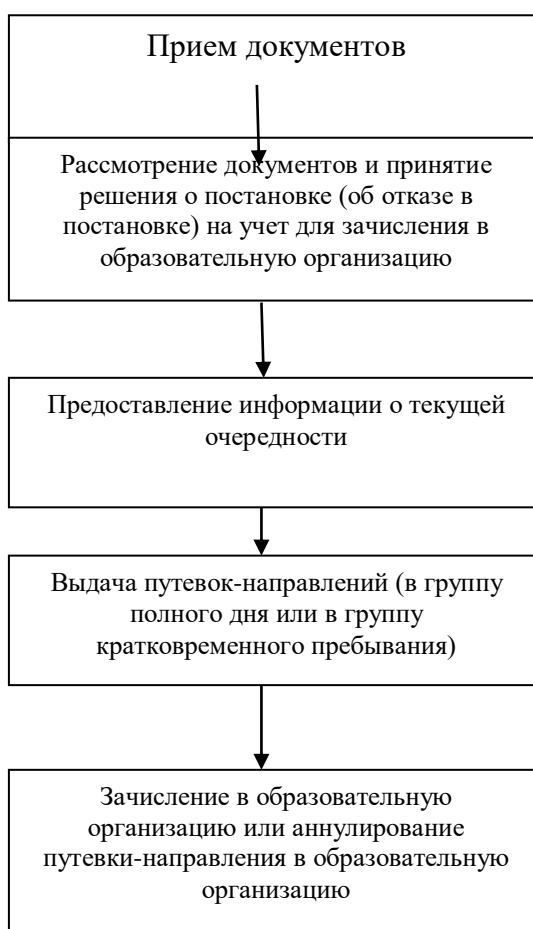 Прием документов
Рассмотрение документов и принятие
решения о постановке (об отказе в
постановке) на учет для зачисления в
образовательную организацию
Предоставление информации о текущей
очередности
Выдача путевок-направлений (в группу
полного дня или в группу
кратковременного пребывания)
Зачисление в образовательную
организацию или аннулирование
путевки-направления в образовательную
организацию